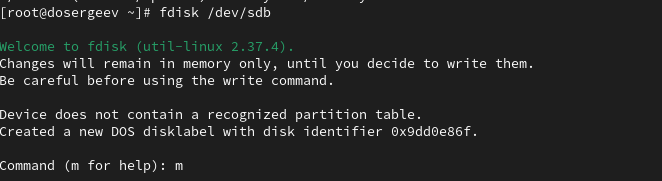 [root@dosergeev ~]# fdisk /dev/sdb
Welcome to fdisk (util-linux 2.37.4).
Changes will remain in memory only, until you decide to write them.
Be careful before using the write command.
Device does not contain a recognized partition table.
Created a new DOS disklabel with disk identifier 0x9dd0e86f.
Command (m for help): m